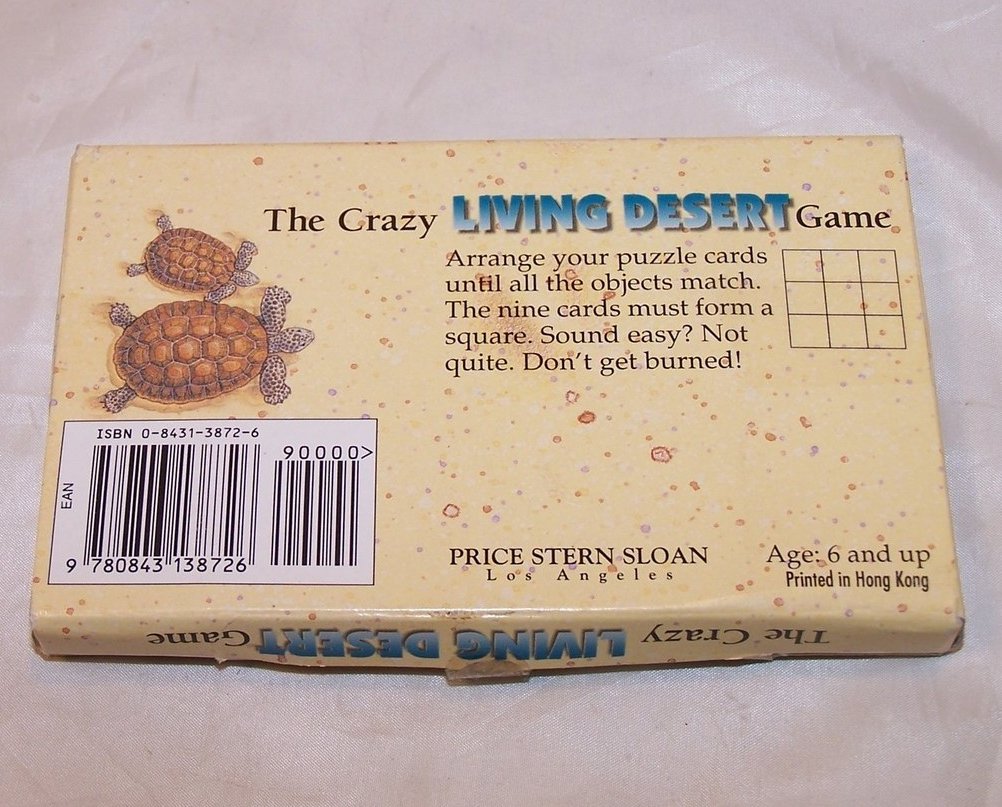 The Crazy LIVING DESERT Game
Arrange your puzzle cards
until all the objects match.
The nine cards must form a
square. Sound easy? Not
quite. Don't get burned!
ISBN 0-8431-3872-6
90000>
EAN
9 780843 138726
PRICE STERN SLOAN
Los Angeles
Age: 6 and up
Printed in Hong Kong
The Crazy LIVING DESERT Game